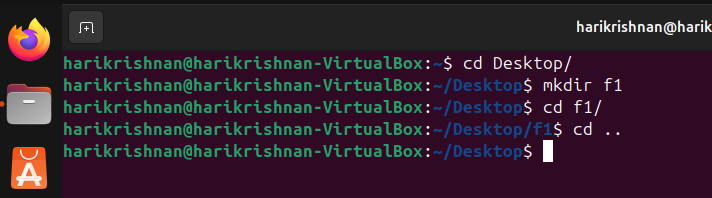 harikrishnan@harik
harikrishnan@harikrishnan-VirtualBox:~$ cd Desktop/
harikrishnan@harikrishnan-VirtualBox:~/Desktop$ mkdir f1
harikrishnan@harikrishnan-VirtualBox:~/Desktop$ cd f1/
harikrishnan@harikrishnan-VirtualBox:~/Desktop/f1$ cd ..
harikrishnan@harikrishnan-VirtualBox:~/Desktop$